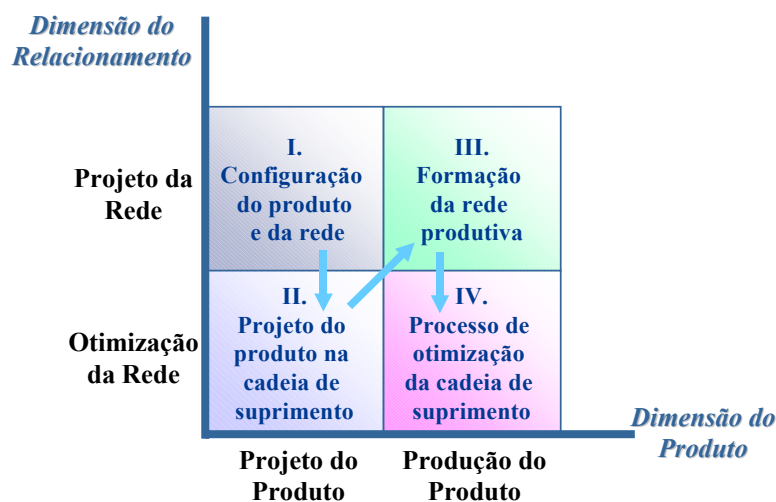 Dimensão do
Relacionamento
Projeto da
Rede
I.
Configuração
do produto
e da rede
III.
Formação
da rede
produtiva
Otimização
da Rede
II.
Projeto do
produto na
cadeia de
suprimento
IV.
Processo de
otimização
da cadeia de
suprimento
Dimensão do
Produto
Projeto do
Produto
Produção do
Produto